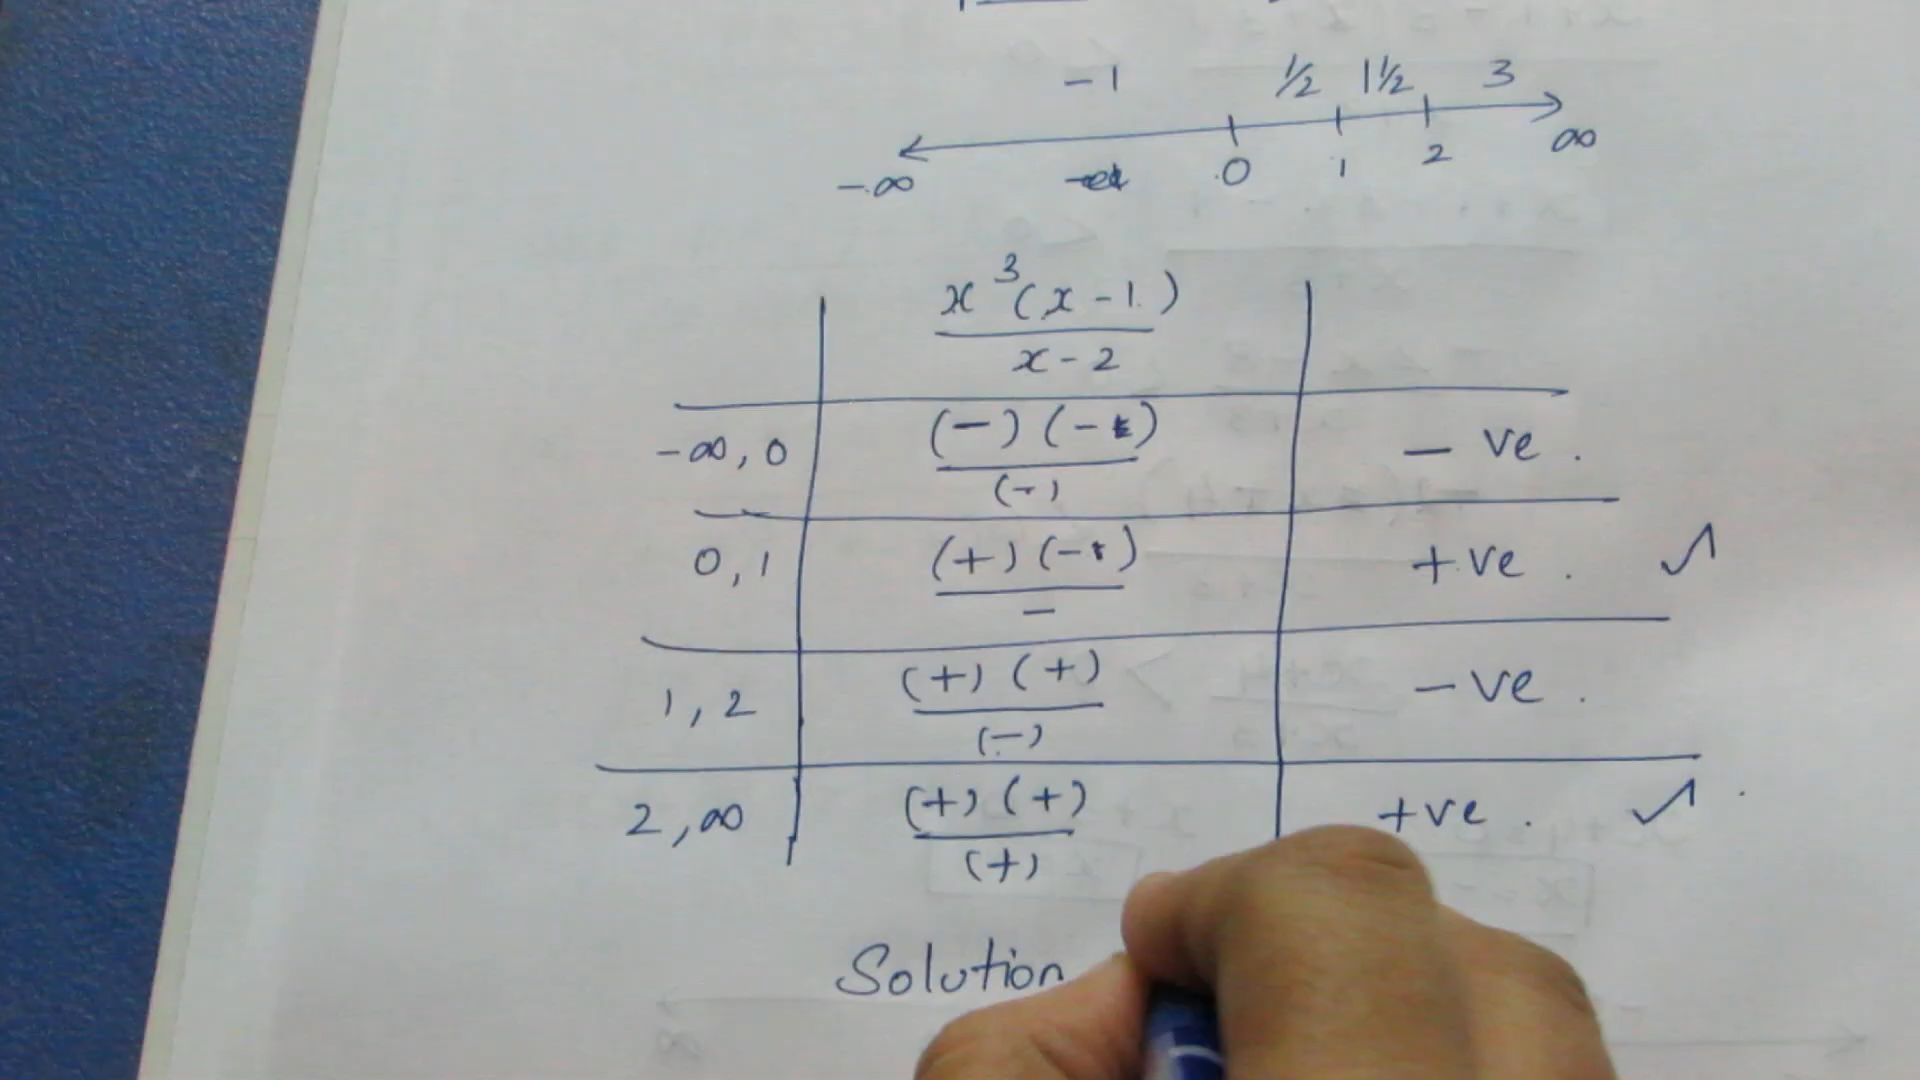 -1 ½ 1½ 3
-∞ 0 1 2 ∞
x³(x-1)
x-2
-∞, 0 (-)(-) - ve.
(-)
0, 1 (+)(-) +ve. ✓
-
1, 2 (+)(+) -ve.
(-)
2, ∞ (+)(+) +ve. ✓
(+)
Solution